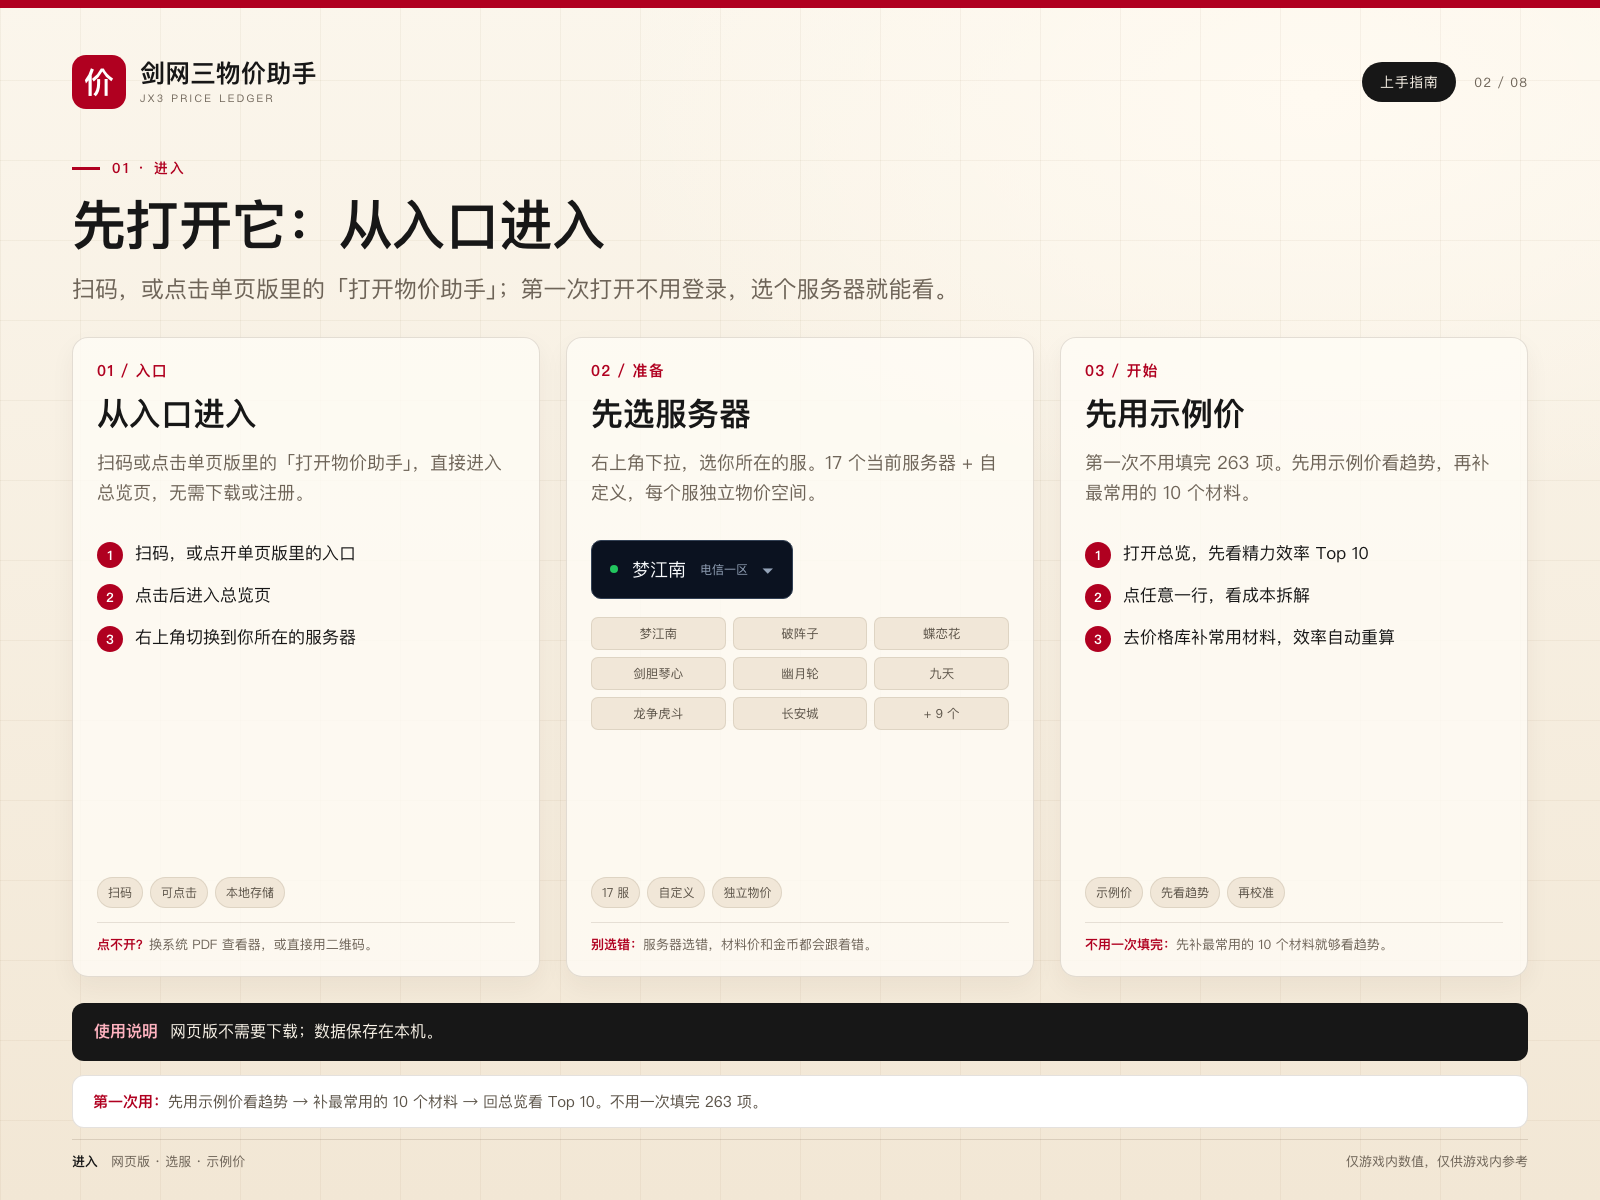 价
剑网三物价助手
JX3 PRICE LEDGER
上手指南
02 / 08
01 · 进入
先打开它：从入口进入
扫码，或点击单页版里的「打开物价助手」；第一次打开不用登录，选个服务器就能看。
01 / 入口
从入口进入
扫码或点击单页版里的「打开物价助手」，直接进入
总览页，无需下载或注册。
1 扫码，或点开单页版里的入口
2 点击后进入总览页
3 右上角切换到你所在的服务器
扫码 可点击 本地存储
点不开？ 换系统 PDF 查看器，或直接用二维码。
02 / 准备
先选服务器
右上角下拉，选你所在的服。17 个当前服务器 + 自
定义，每个服独立物价空间。
梦江南 电信一区
梦江南 破阵子 蝶恋花
剑胆琴心 幽月轮 九天
龙争虎斗 长安城 + 9 个
17 服 自定义 独立物价
别选错： 服务器选错，材料价和金币都会跟着错。
03 / 开始
先用示例价
第一次不用填完 263 项。先用示例价看趋势，再补
最常用的 10 个材料。
1 打开总览，先看精力效率 Top 10
2 点任意一行，看成本拆解
3 去价格库补常用材料，效率自动重算
示例价 先看趋势 再校准
不用一次填完： 先补最常用的 10 个材料就够看趋势。
使用说明 网页版不需要下载；数据保存在本机。
第一次用： 先用示例价看趋势 → 补最常用的 10 个材料 → 回总览看 Top 10。不用一次填完 263 项。
进入 网页版 · 选服 · 示例价
仅游戏内数值，仅供游戏内参考